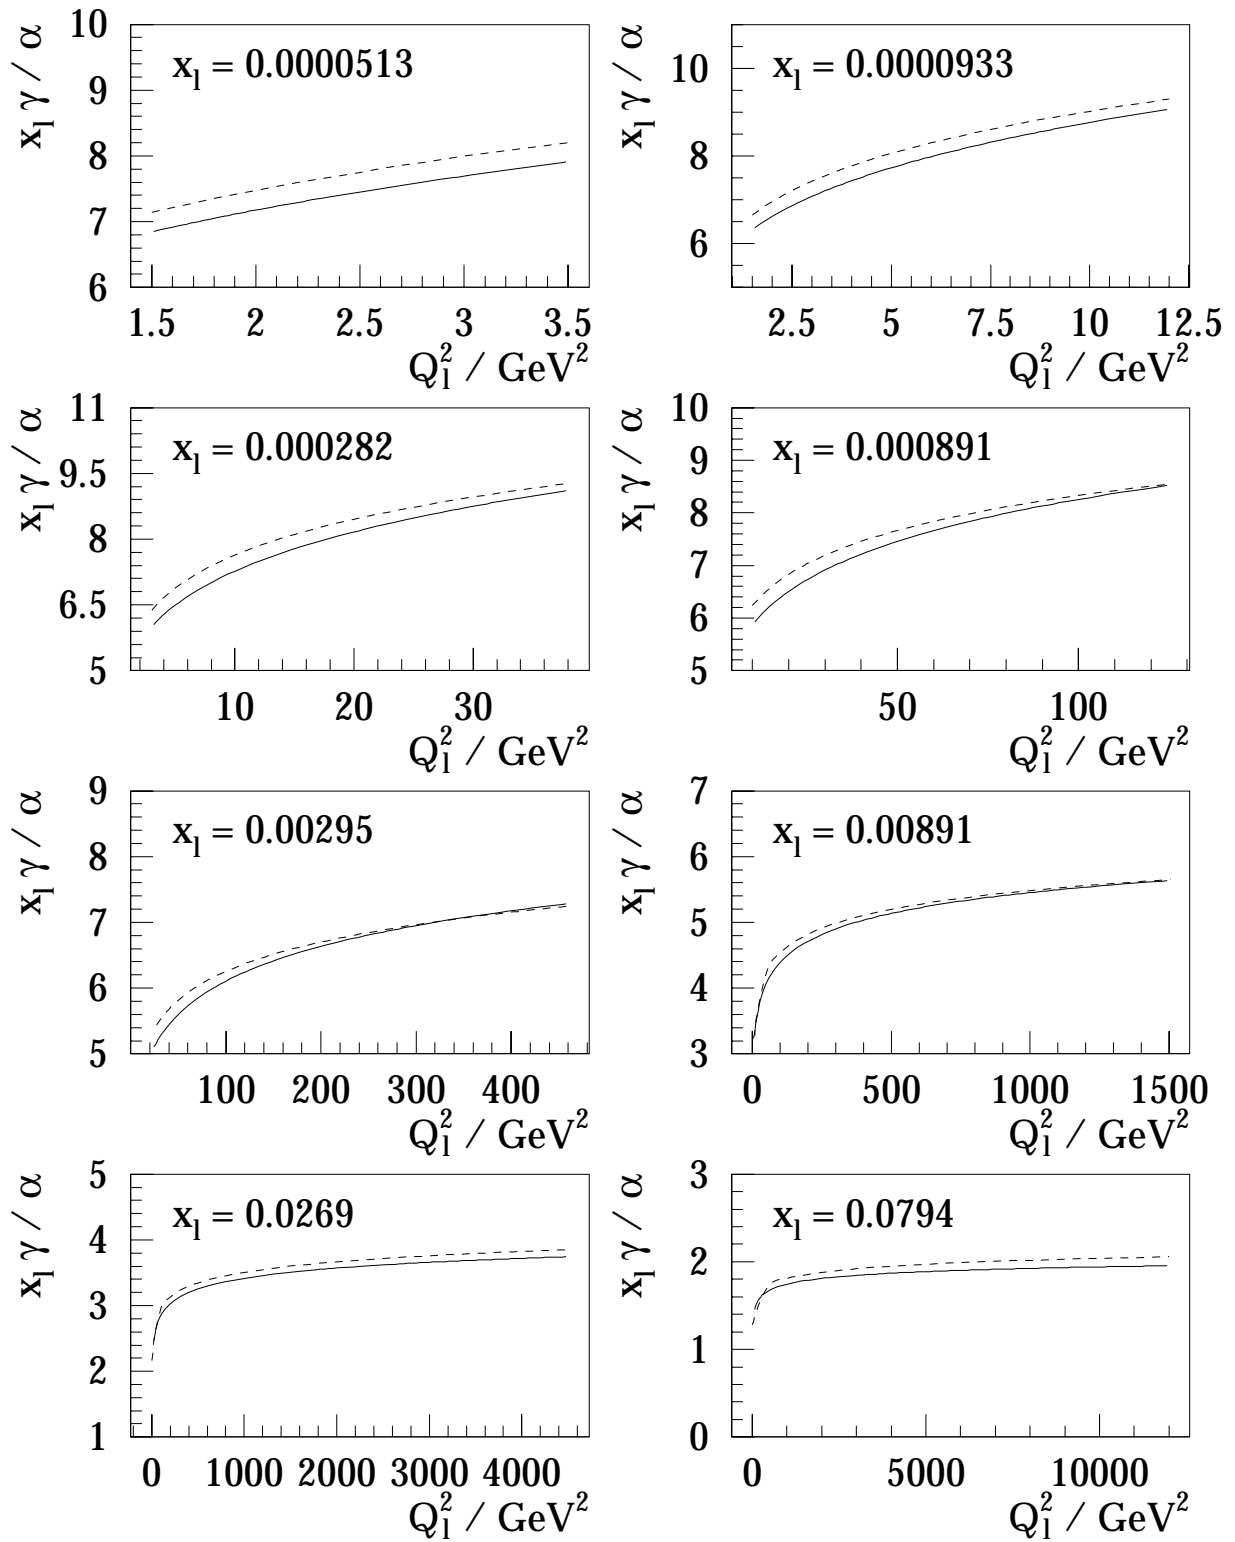 x_l γ / α
10
9
8
7
6
x_l = 0.0000513
1.5 2 2.5 3 3.5
Q_l^2 / GeV^2
x_l γ / α
10
8
6
x_l = 0.0000933
2.5 5 7.5 10 12.5
Q_l^2 / GeV^2
x_l γ / α
11
9.5
8
6.5
5
x_l = 0.000282
10 20 30
Q_l^2 / GeV^2
x_l γ / α
10
9
8
7
6
5
x_l = 0.000891
50 100
Q_l^2 / GeV^2
x_l γ / α
9
8
7
6
5
x_l = 0.00295
100 200 300 400
Q_l^2 / GeV^2
x_l γ / α
7
6
5
4
3
x_l = 0.00891
0 500 1000 1500
Q_l^2 / GeV^2
x_l γ / α
5
4
3
2
1
x_l = 0.0269
0 1000 2000 3000 4000
Q_l^2 / GeV^2
x_l γ / α
3
2
1
0
x_l = 0.0794
0 5000 10000
Q_l^2 / GeV^2